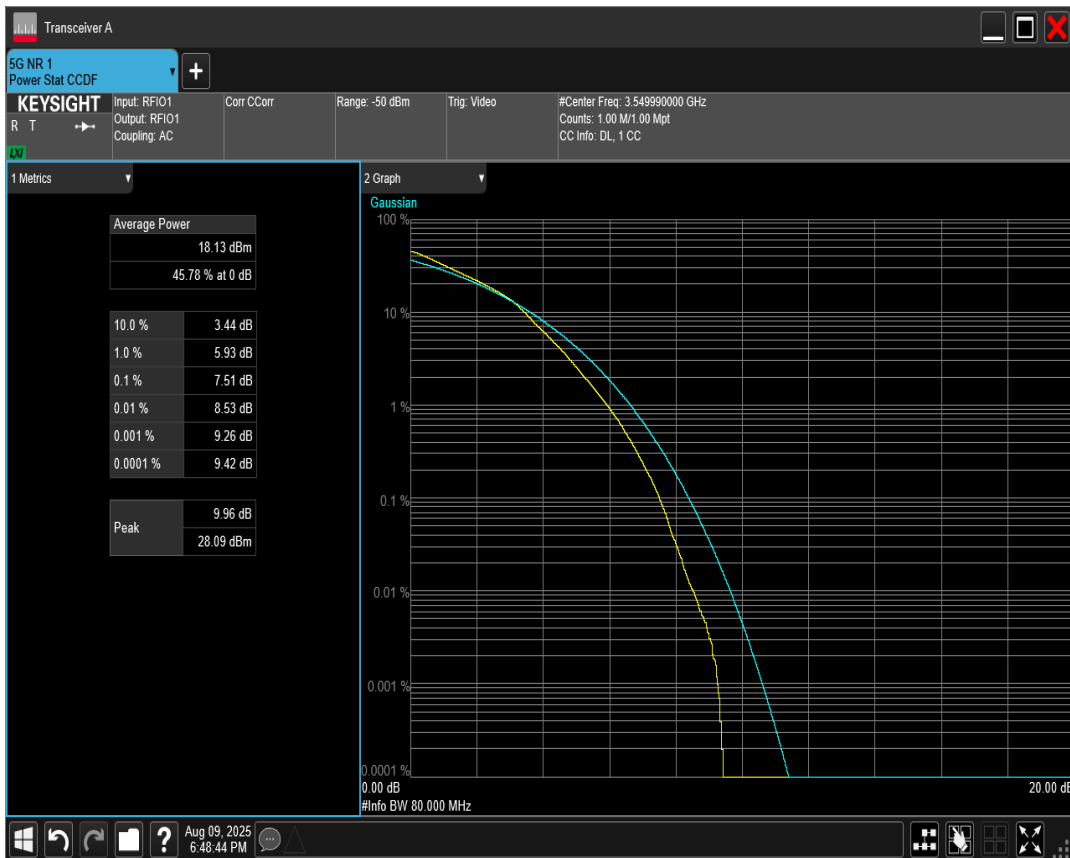 Transceiver A
5G NR 1
Power Stat CCDF
KEYSIGHT
R T
LXI
Input: RFIO1
Output: RFIO1
Coupling: AC
Corr CCorr
Range: -50 dBm
Trig: Video
#Center Freq: 3.549990000 GHz
Counts: 1.00 M/1.00 Mpt
CC Info: DL, 1 CC
1 Metrics
Average Power
18.13 dBm
45.78 % at 0 dB
10.0 % 3.44 dB
1.0 % 5.93 dB
0.1 % 7.51 dB
0.01 % 8.53 dB
0.001 % 9.26 dB
0.0001 % 9.42 dB
Peak
9.96 dB
28.09 dBm
2 Graph
Gaussian
100 %
10 %
1 %
0.1 %
0.01 %
0.001 %
0.0001 %
0.00 dB 20.00 dB
#Info BW 80.000 MHz
?
Aug 09, 2025
6:48:44 PM